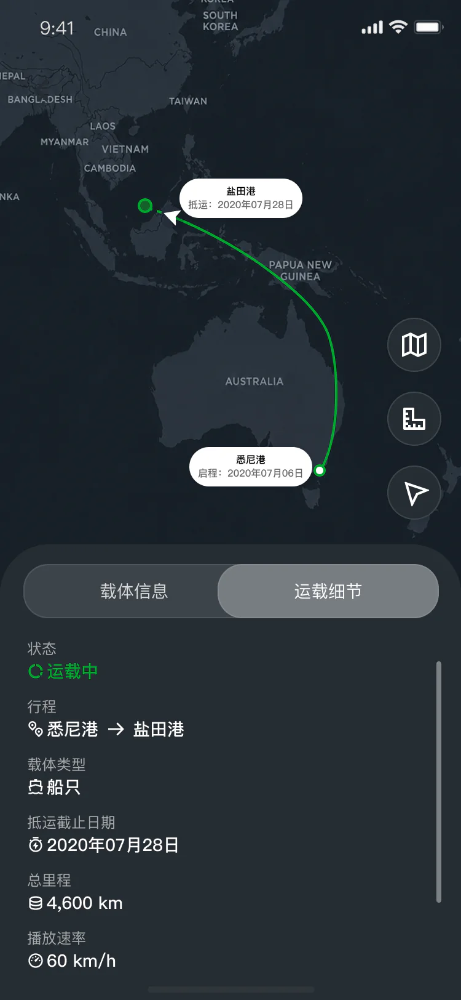 KOREA
SOUTH
KOREA
9:41
CHINA
NEPAL
BANGLADESH
TAIWAN
LAOS
MYANMAR
VIETNAM
CAMBODIA
NKA
盐田港
抵运：2020年07月28日
PAPUA NEW
GUINEA
AUSTRALIA
悉尼港
启程：2020年07月06日
载体信息
运载细节
状态
运载中
行程
悉尼港 → 盐田港
载体类型
船只
抵运截止日期
2020年07月28日
总里程
4,600 km
播放速率
60 km/h